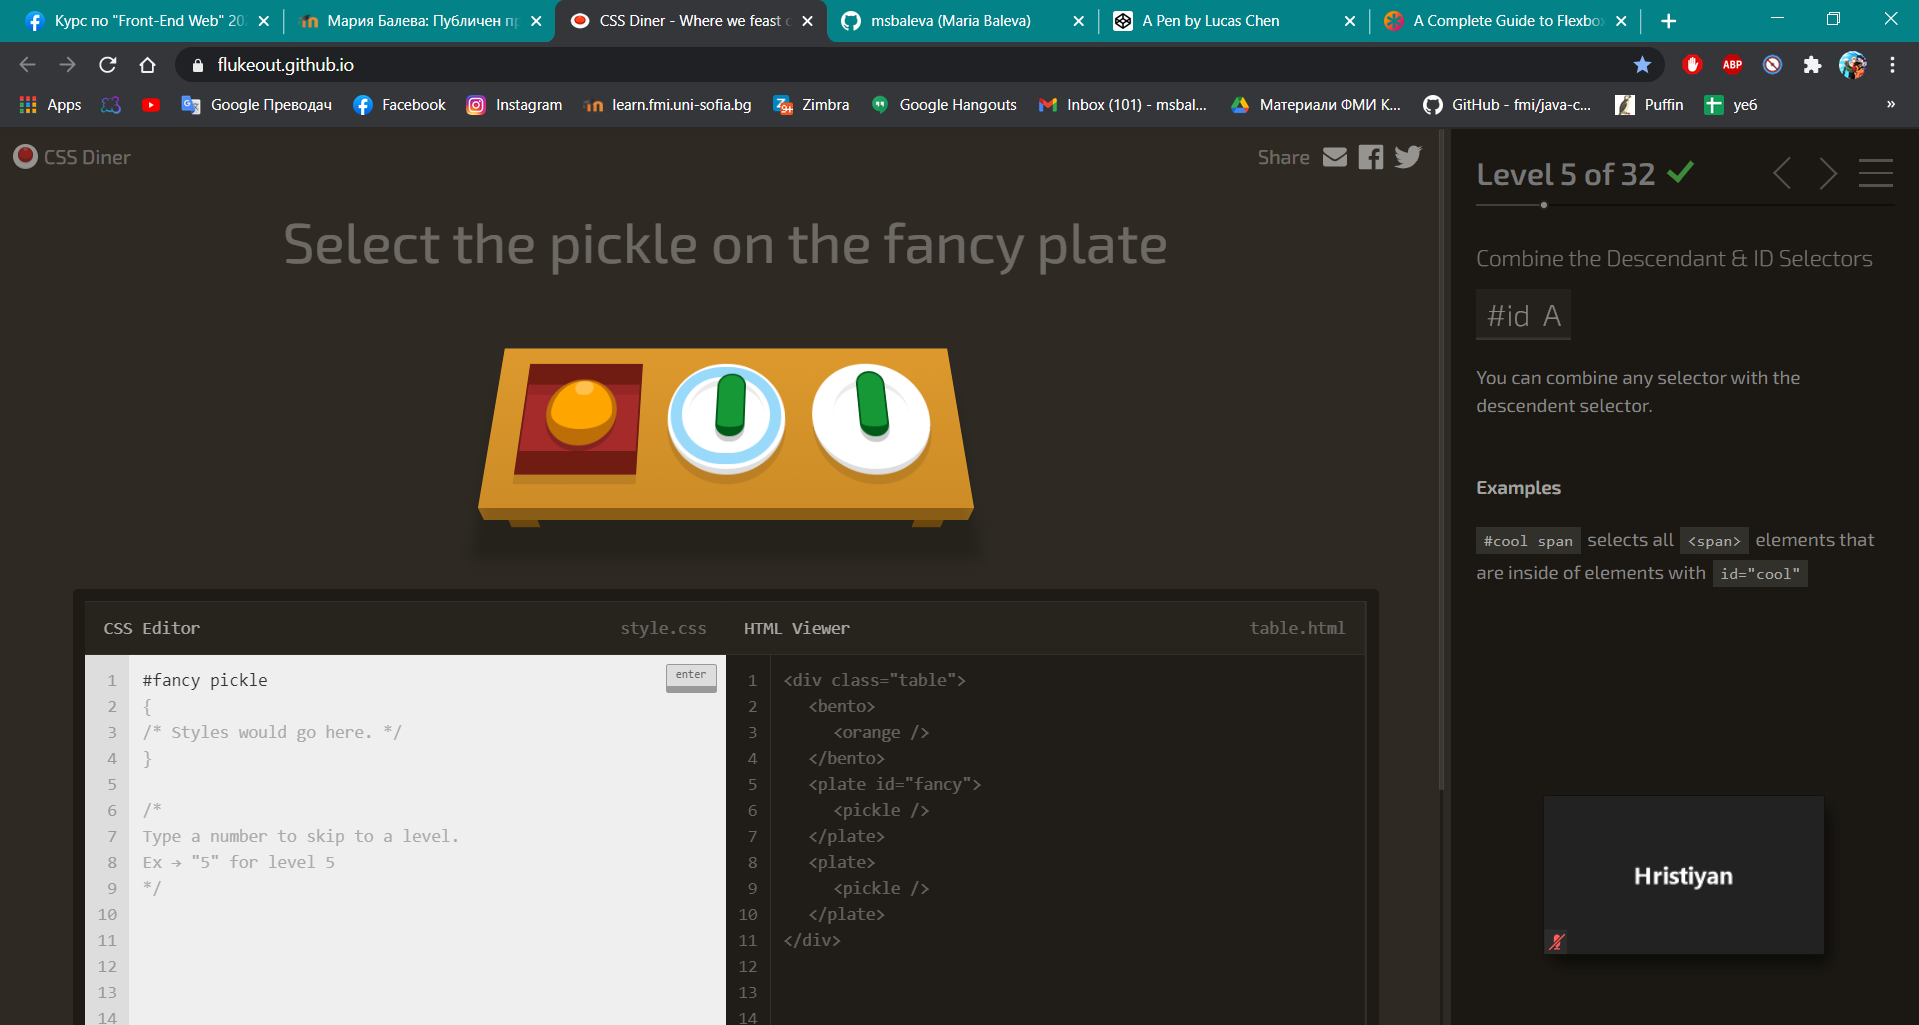 Курс по "Front-End Web" 20
Мария Балева: Публичен пр
CSS Diner - Where we feast o
msbaleva (Maria Baleva)
A Pen by Lucas Chen
A Complete Guide to Flexbox
flukeout.github.io
ABP
Apps
Google Преводач
Facebook
Instagram
learn.fmi.uni-sofia.bg
Zimbra
Google Hangouts
Inbox (101) - msbal...
Материали ФМИ К...
GitHub - fmi/java-c...
Puffin
уеб
»
CSS Diner
Share
Select the pickle on the fancy plate
CSS Editor
style.css
HTML Viewer
table.html
enter
1 #fancy pickle
2 {
3 /* Styles would go here. */
4 }
5
6 /*
7 Type a number to skip to a level.
8 Ex → "5" for level 5
9 */
10
11
12
13
14
1 <div class="table">
2 <bento>
3 <orange />
4 </bento>
5 <plate id="fancy">
6 <pickle />
7 </plate>
8 <plate>
9 <pickle />
10 </plate>
11 </div>
12
13
14
Level 5 of 32
Combine the Descendant & ID Selectors
#id A
You can combine any selector with the
descendent selector.
Examples
#cool span selects all <span> elements that
are inside of elements with id="cool"
Hristiyan